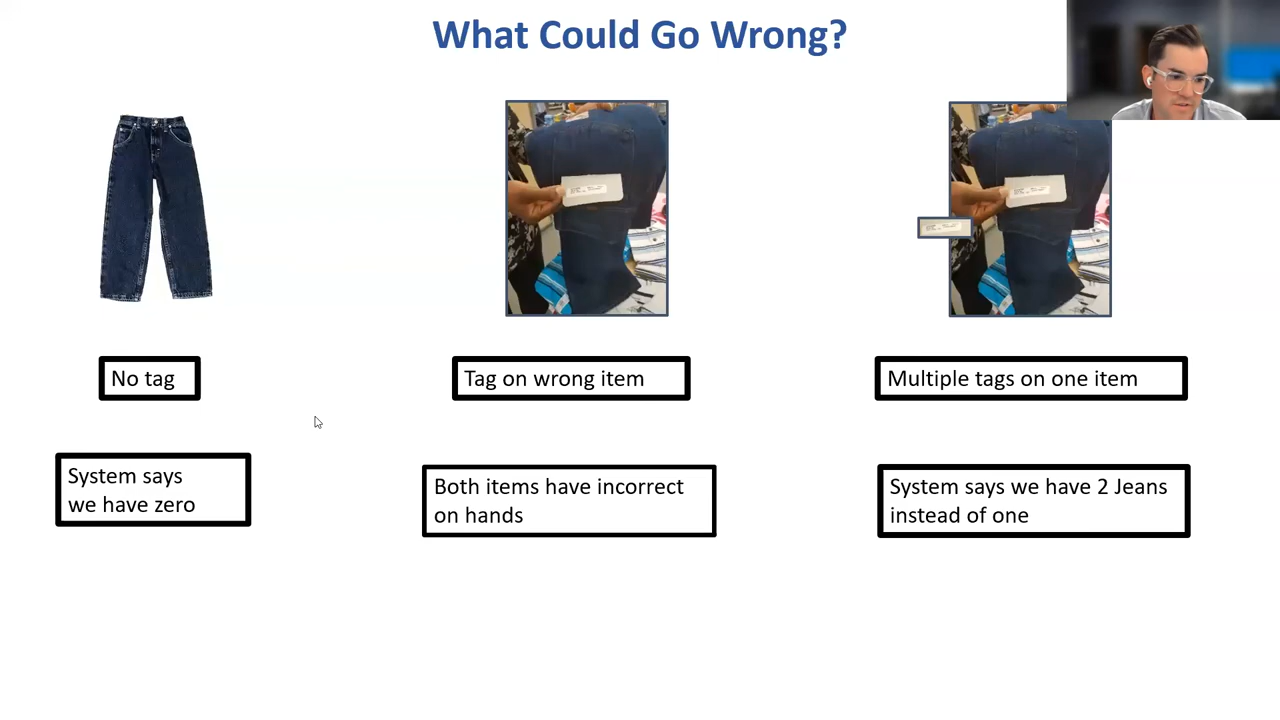 What Could Go Wrong?
No tag
Tag on wrong item
Multiple tags on one item
System says
we have zero
Both items have incorrect
on hands
System says we have 2 Jeans
instead of one